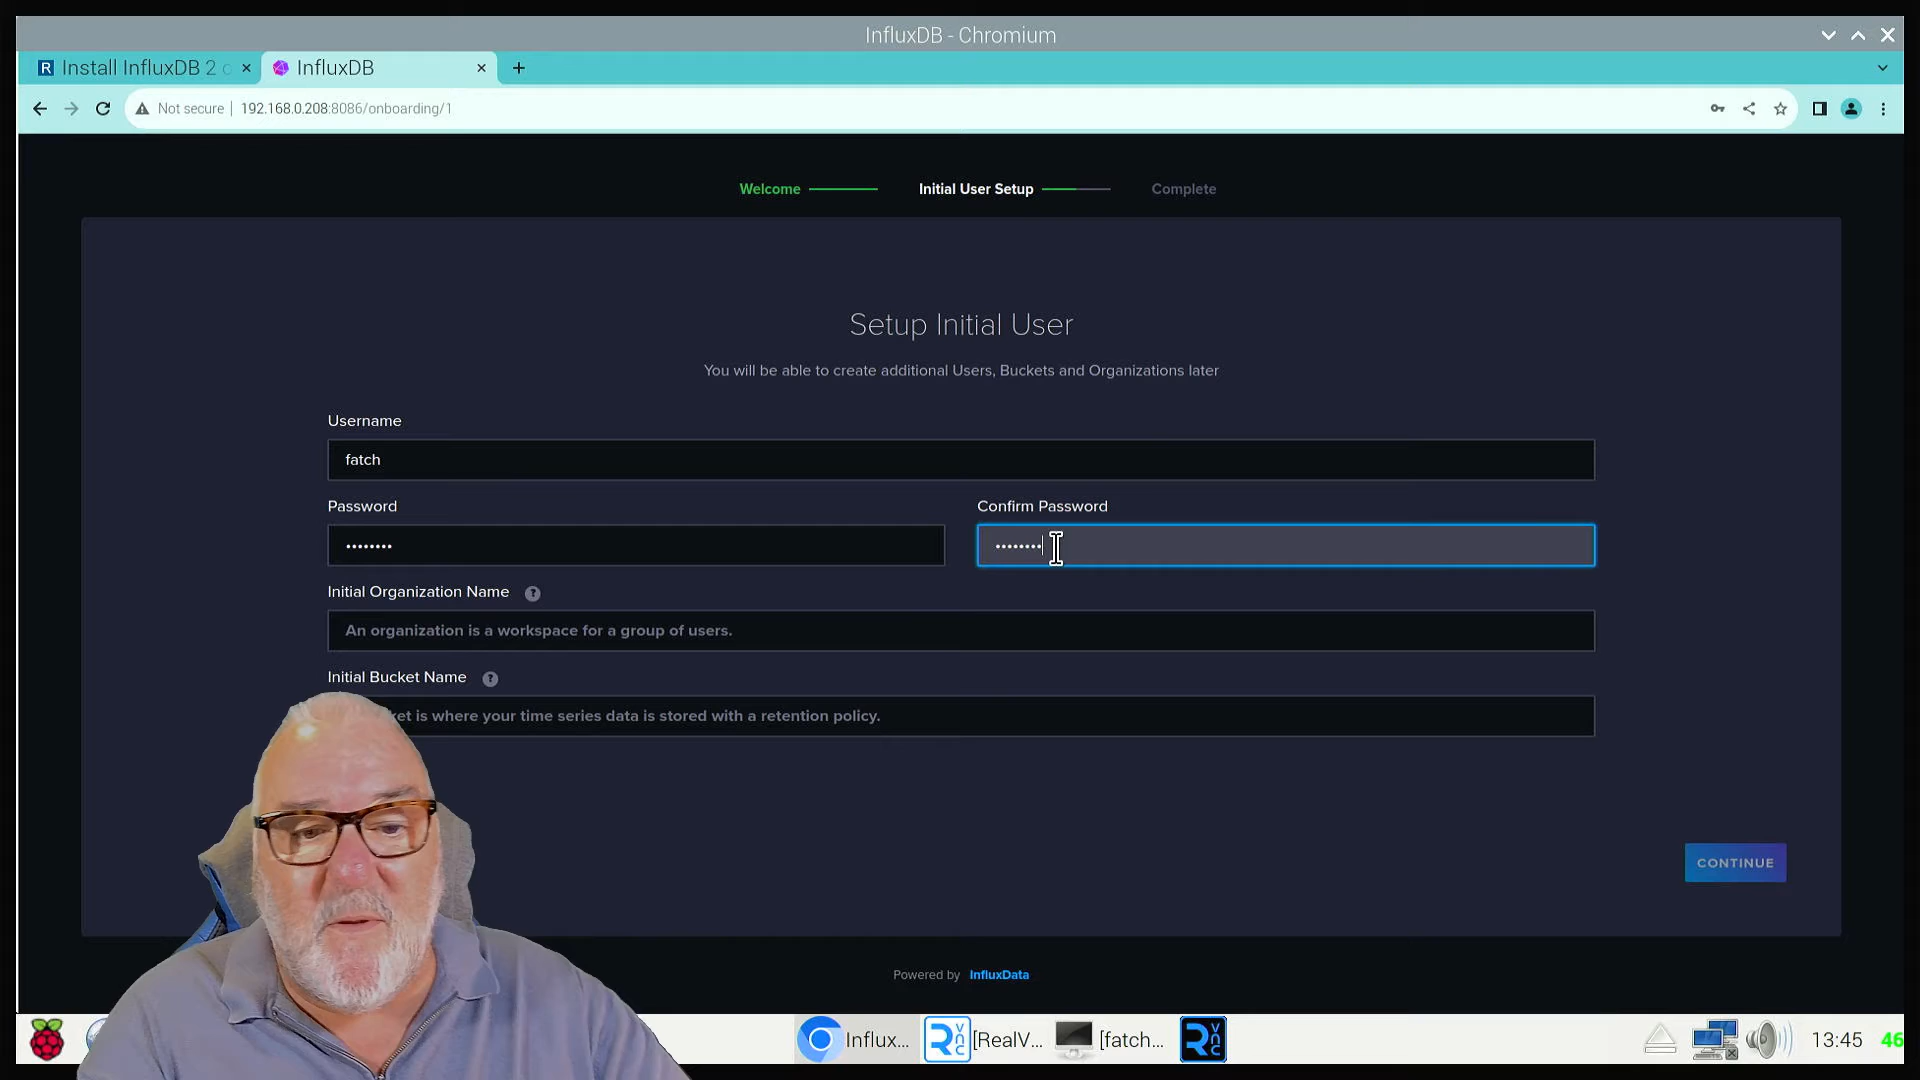 InfluxDB - Chromium
Install InfluxDB 2
InfluxDB
Not secure 192.168.0.208:8086/onboarding/1
Welcome Initial User Setup Complete
Setup Initial User
You will be able to create additional Users, Buckets and Organizations later
Username
fatch
Password Confirm Password
•••••••• ••••••••
Initial Organization Name ?
An organization is a workspace for a group of users.
Initial Bucket Name ?
is where your time series data is stored with a retention policy.
CONTINUE
Powered by InfluxData
Influx... [RealV... [fatch... 13:45 46